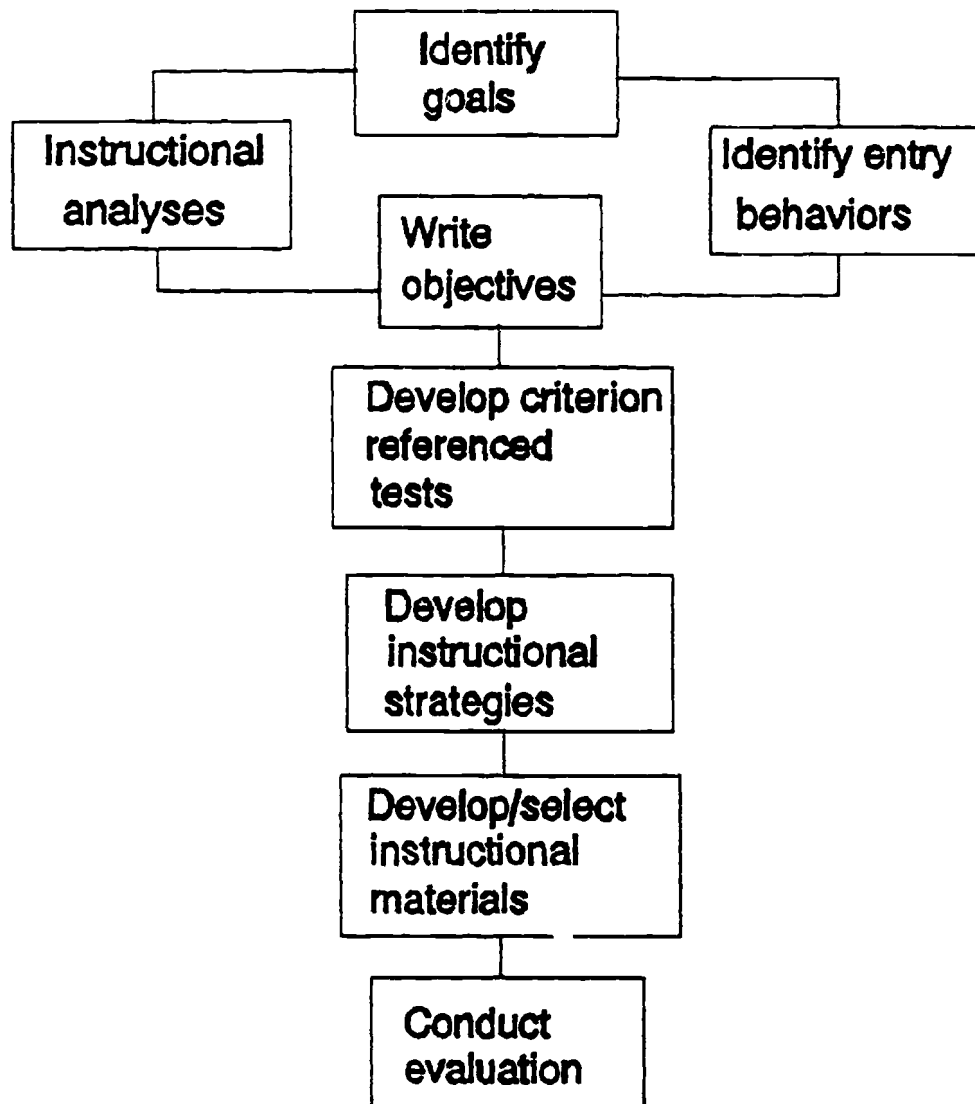 Identify
goals
Instructional
analyses
Identify entry
behaviors
Write
objectives
Develop criterion
referenced
tests
Develop
instructional
strategies
Develop/select
instructional
materials
Conduct
evaluation